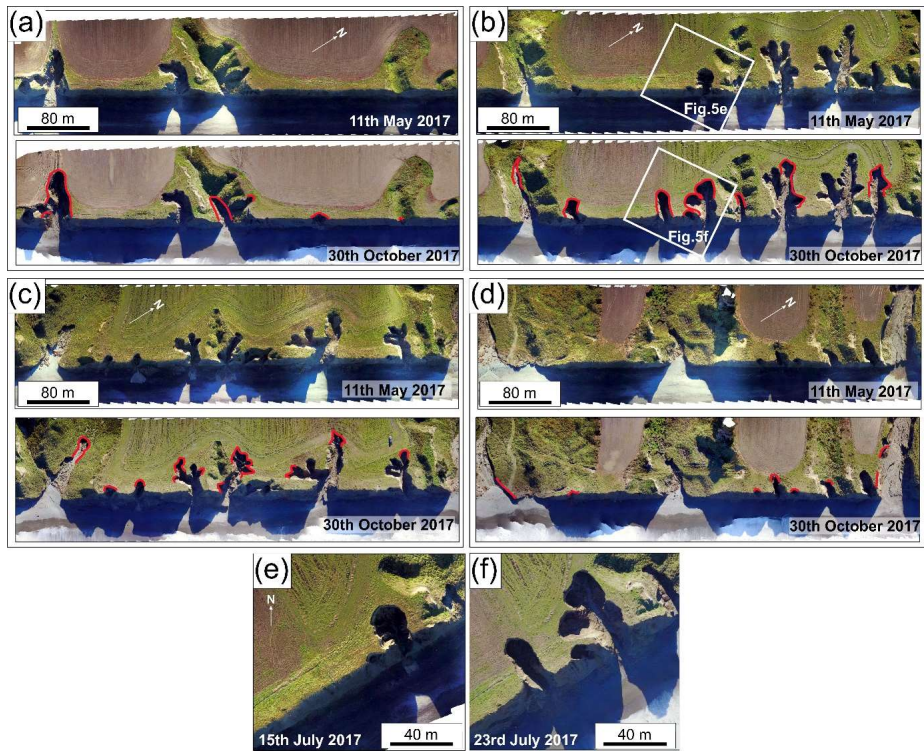 (a)
N
80 m
11th May 2017
30th October 2017
(b)
N
Fig.5e
80 m
11th May 2017
Fig.5f
30th October 2017
(c)
N
80 m
11th May 2017
30th October 2017
(d)
N
80 m
11th May 2017
30th October 2017
(e)
N
15th July 2017
40 m
(f)
23rd July 2017
40 m